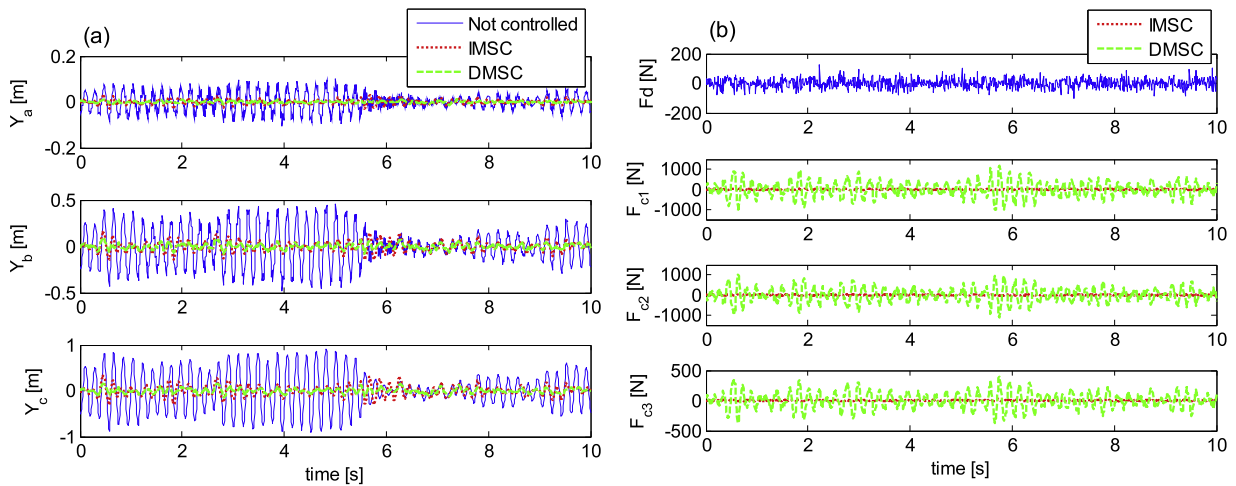 (a)
Not controlled
IMSC
DMSC
0.2
0
-0.2
Y_a [m]
0 2 4 6 8 10
0.5
0
-0.5
Y_b [m]
0 2 4 6 8 10
1
0
-1
Y_c [m]
0 2 4 6 8 10
time [s]
(b)
IMSC
DMSC
200
0
-200
Fd [N]
0 2 4 6 8 10
1000
0
-1000
F_c1 [N]
0 2 4 6 8 10
1000
0
-1000
F_c2 [N]
0 2 4 6 8 10
500
0
-500
F_c3 [N]
0 2 4 6 8 10
time [s]